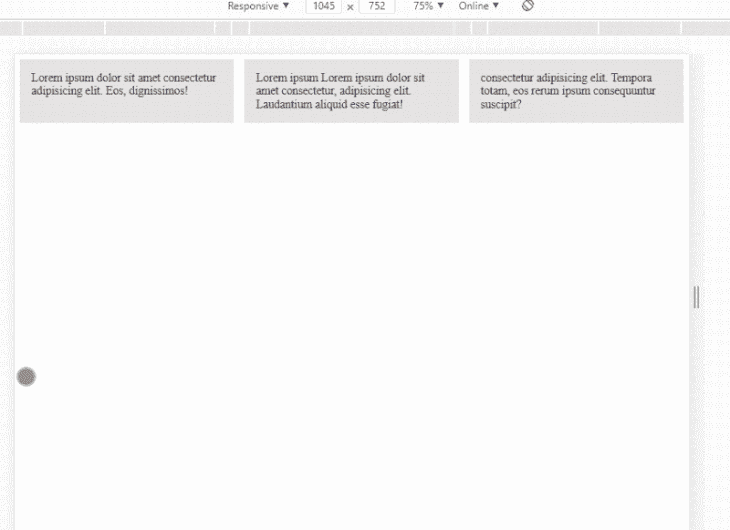 Responsive ▼ 1045 × 752 75% ▼ Online ▼
Lorem ipsum dolor sit amet consectetur
adipisicing elit. Eos, dignissimos!
Lorem ipsum Lorem ipsum dolor sit
amet consectetur, adipisicing elit.
Laudantium aliquid esse fugiat!
consectetur adipisicing elit. Tempora
totam, eos rerum ipsum consequuntur
suscipit?